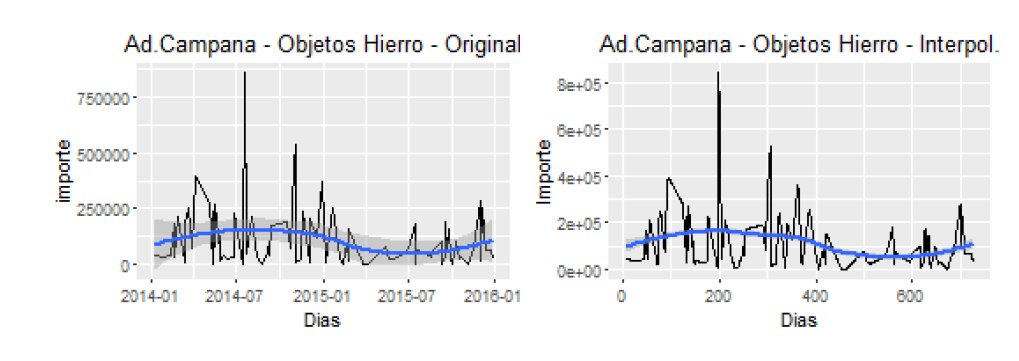 Ad.Campana - Objetos Hierro - Original
importe
750000
500000
250000
0
2014-01 2014-07 2015-01 2015-07 2016-01
Dias
Ad.Campana - Objetos Hierro - Interpol.
Importe
8e+05
6e+05
4e+05
2e+05
0e+00
0 200 400 600
Dias